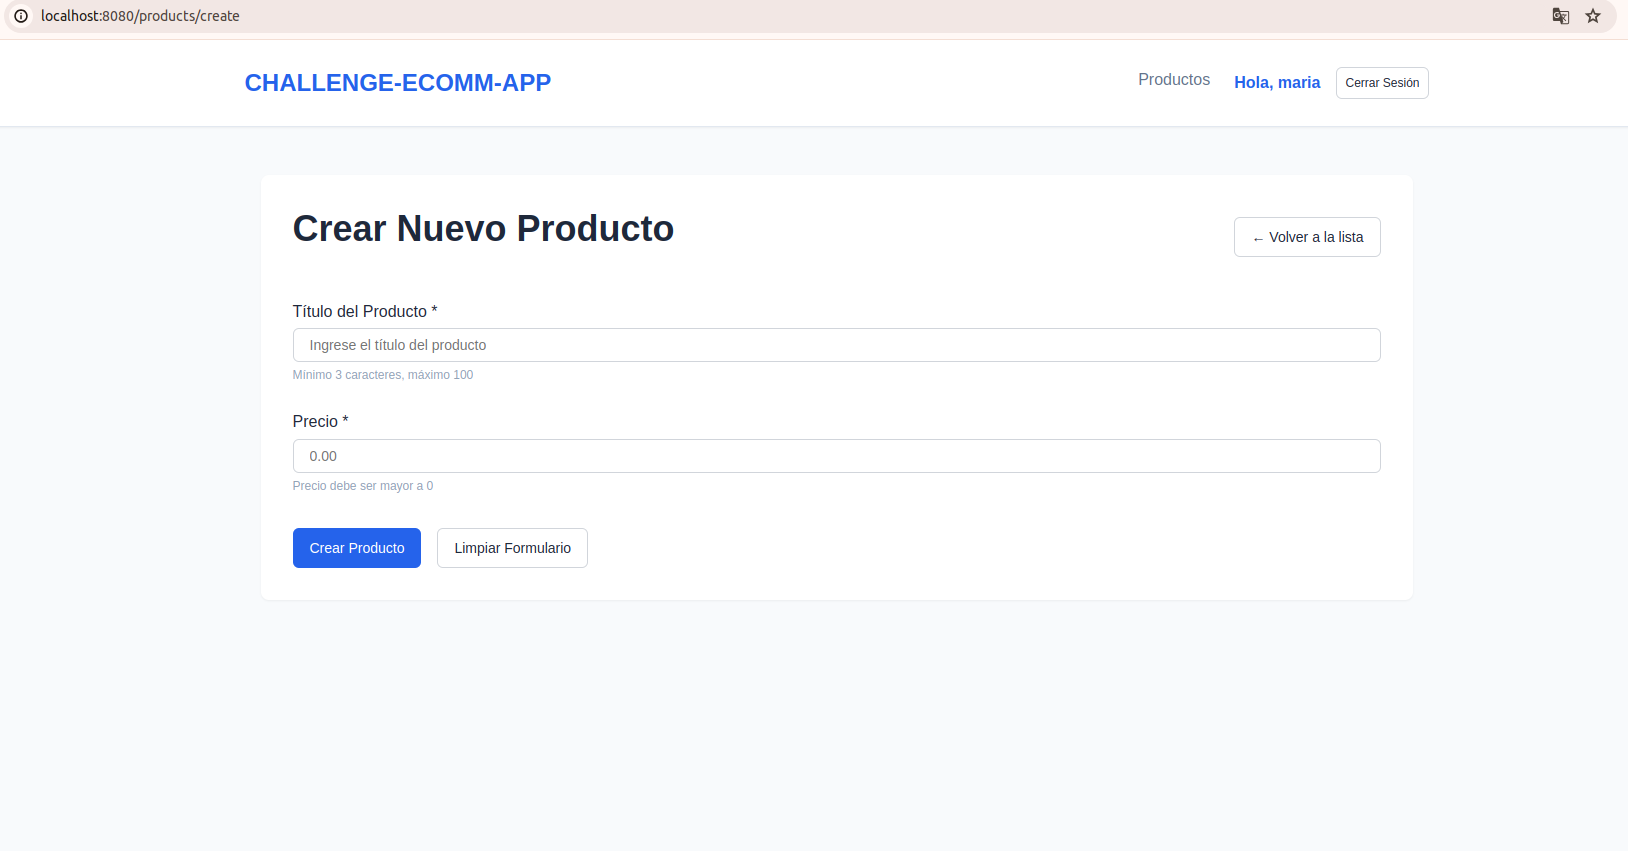 localhost:8080/products/create
CHALLENGE-ECOMM-APP
Productos
Hola, maria
Cerrar Sesión
Crear Nuevo Producto
← Volver a la lista
Título del Producto *
Ingrese el título del producto
Mínimo 3 caracteres, máximo 100
Precio *
0.00
Precio debe ser mayor a 0
Crear Producto
Limpiar Formulario